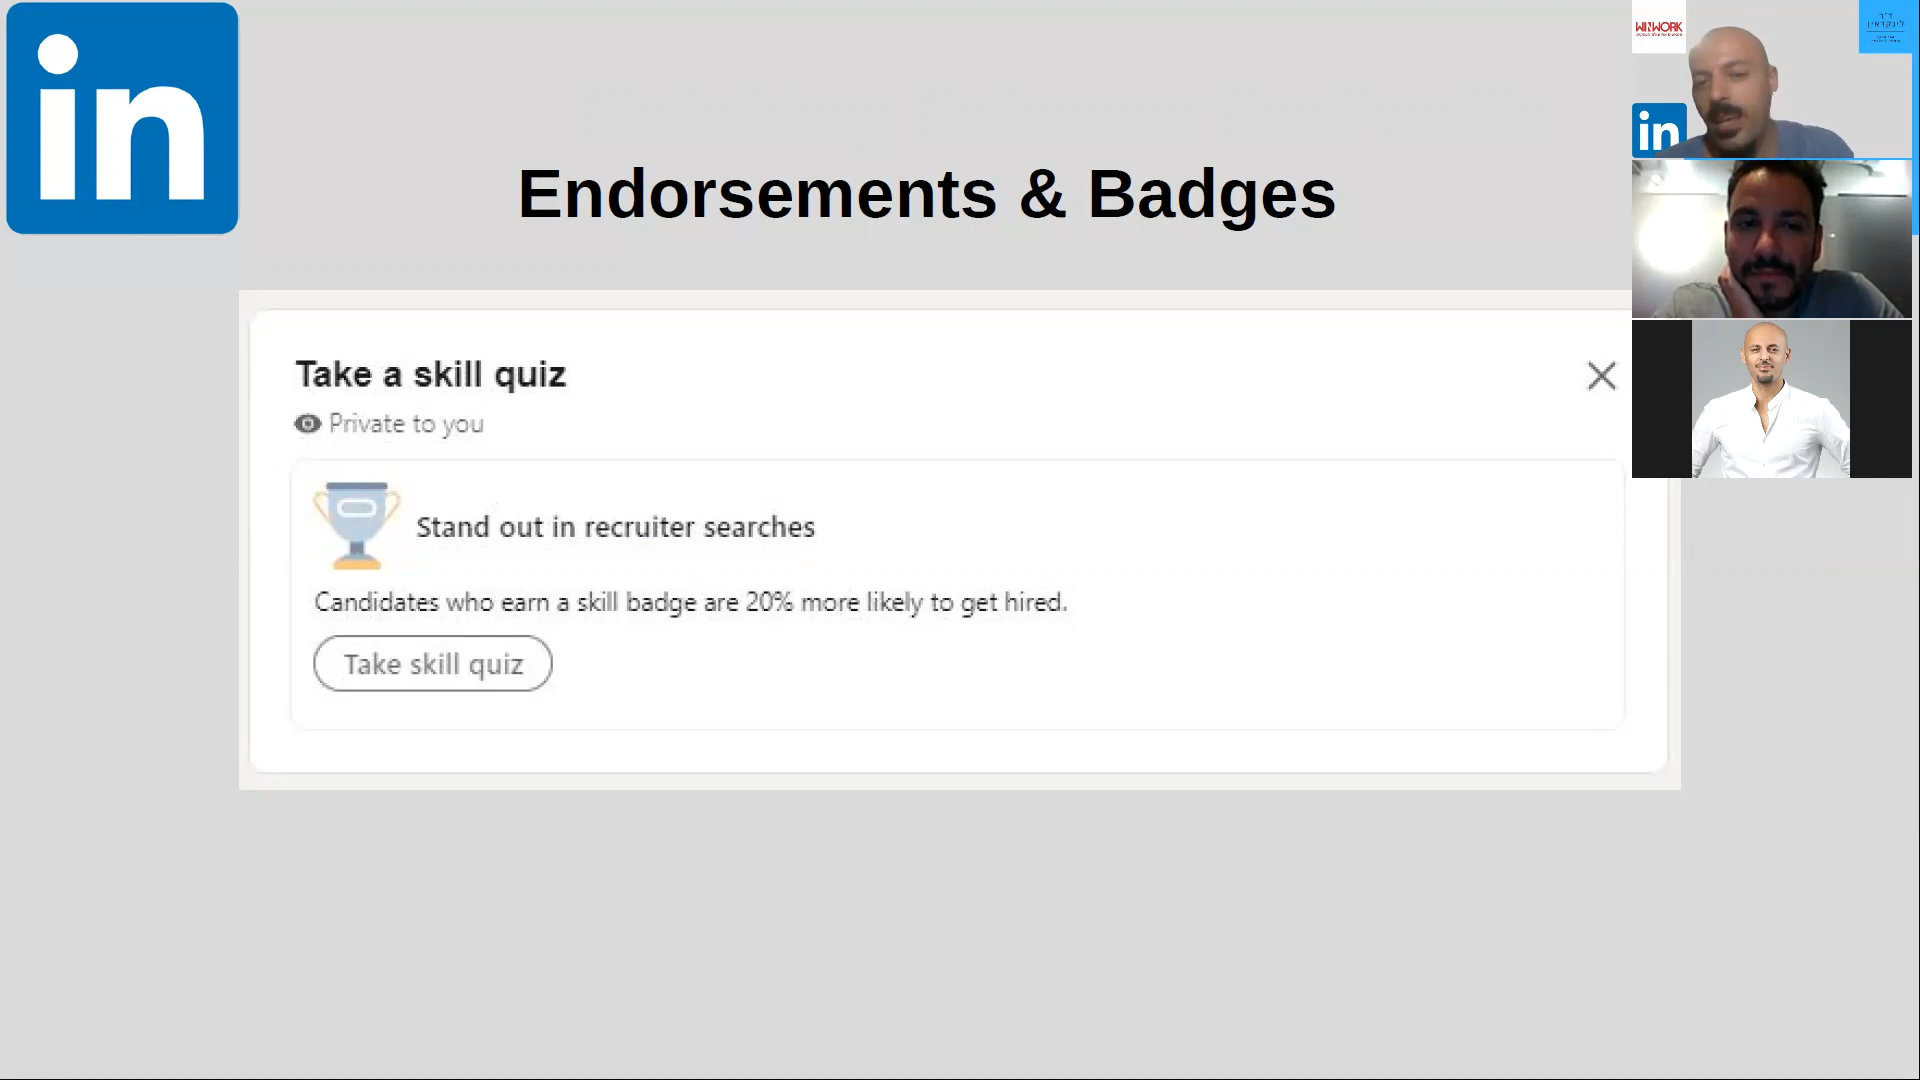 in
Endorsements & Badges
Take a skill quiz
Private to you
Stand out in recruiter searches
Candidates who earn a skill badge are 20% more likely to get hired.
Take skill quiz
WINWORK
in
ד״ר
לינקדאין